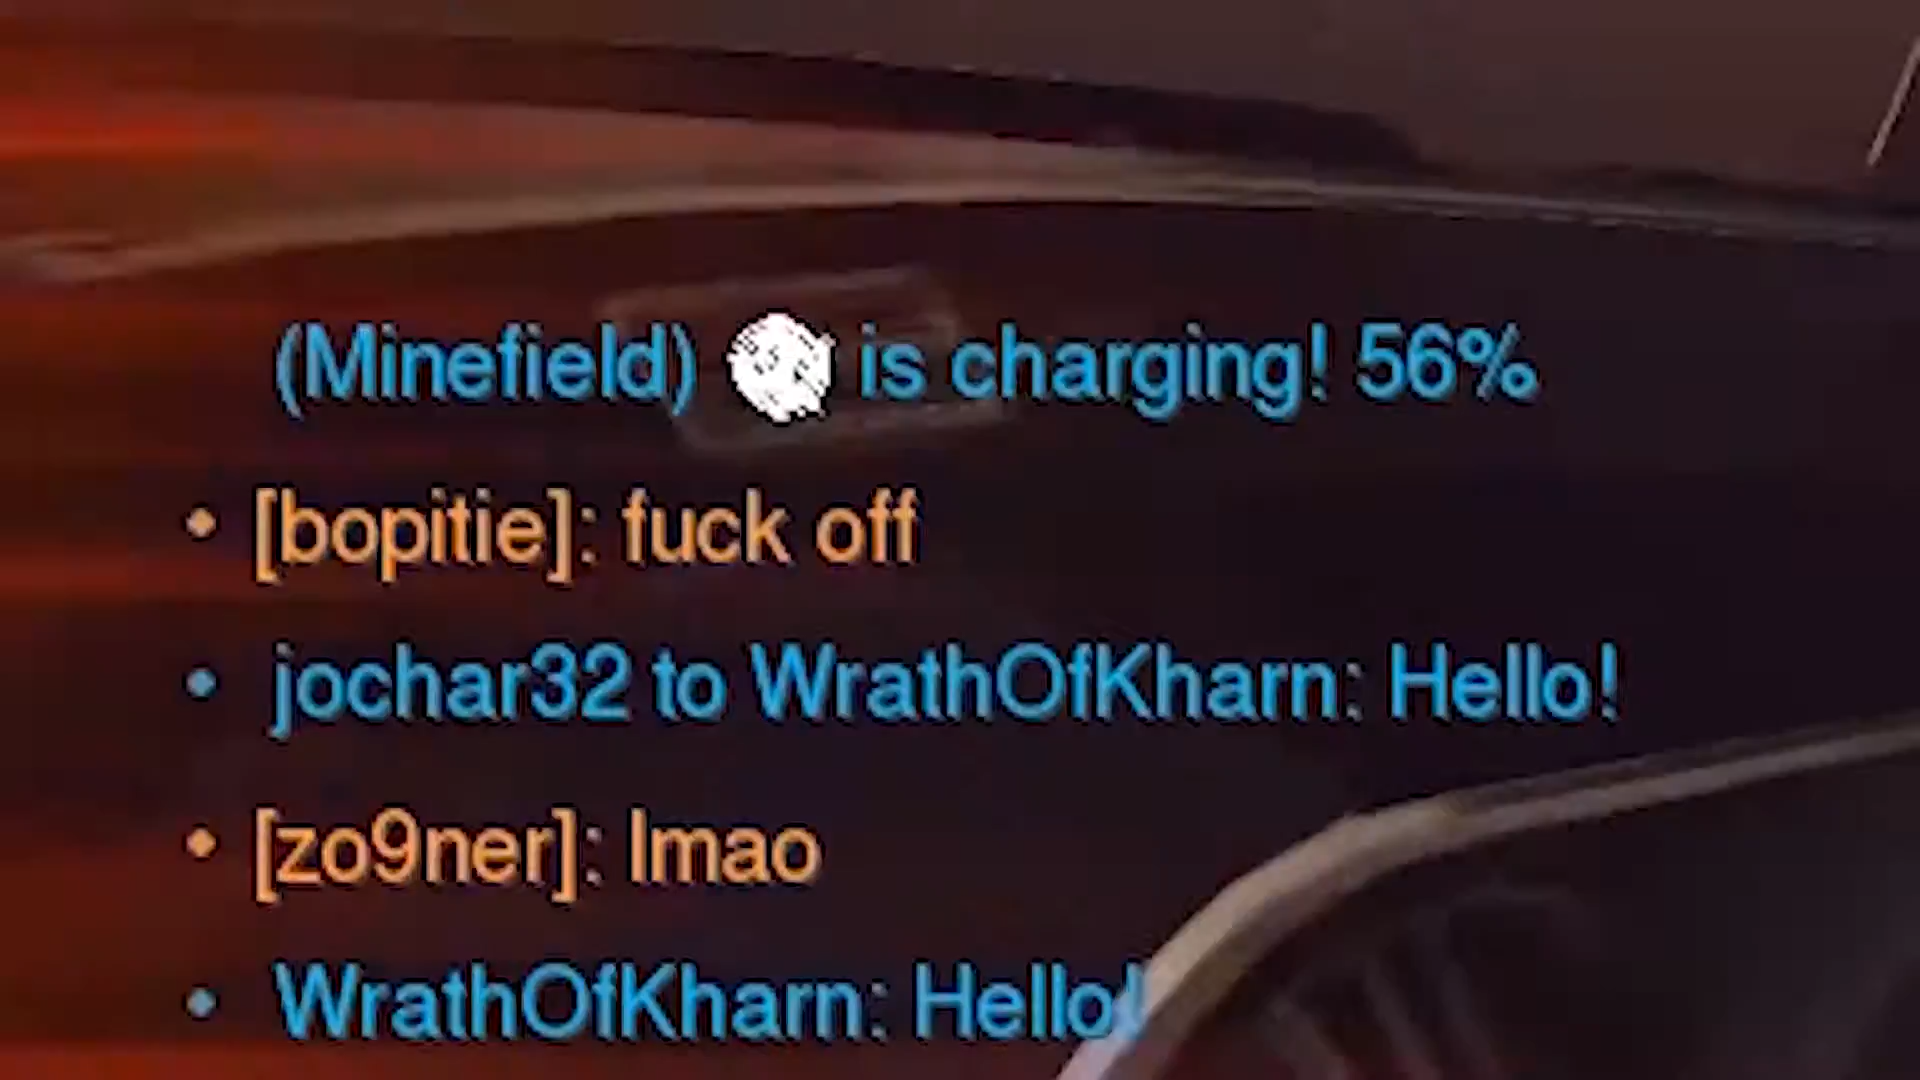 (Minefield) is charging! 56%
• [bopitie]: fuck off
• jochar32 to WrathOfKharn: Hello!
• [zo9ner]: lmao
• WrathOfKharn: Hello!